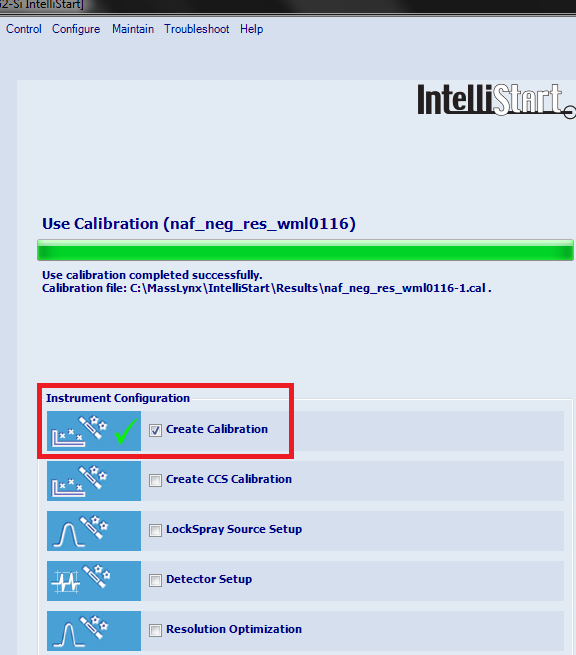 G2-Si IntelliStart]
Control Configure Maintain Troubleshoot Help
IntelliStart
Use Calibration (naf_neg_res_wml0116)
Use calibration completed successfully.
Calibration file: C:\MassLynx\IntelliStart\Results\naf_neg_res_wml0116-1.cal .
Instrument Configuration
Create Calibration
Create CCS Calibration
LockSpray Source Setup
Detector Setup
Resolution Optimization